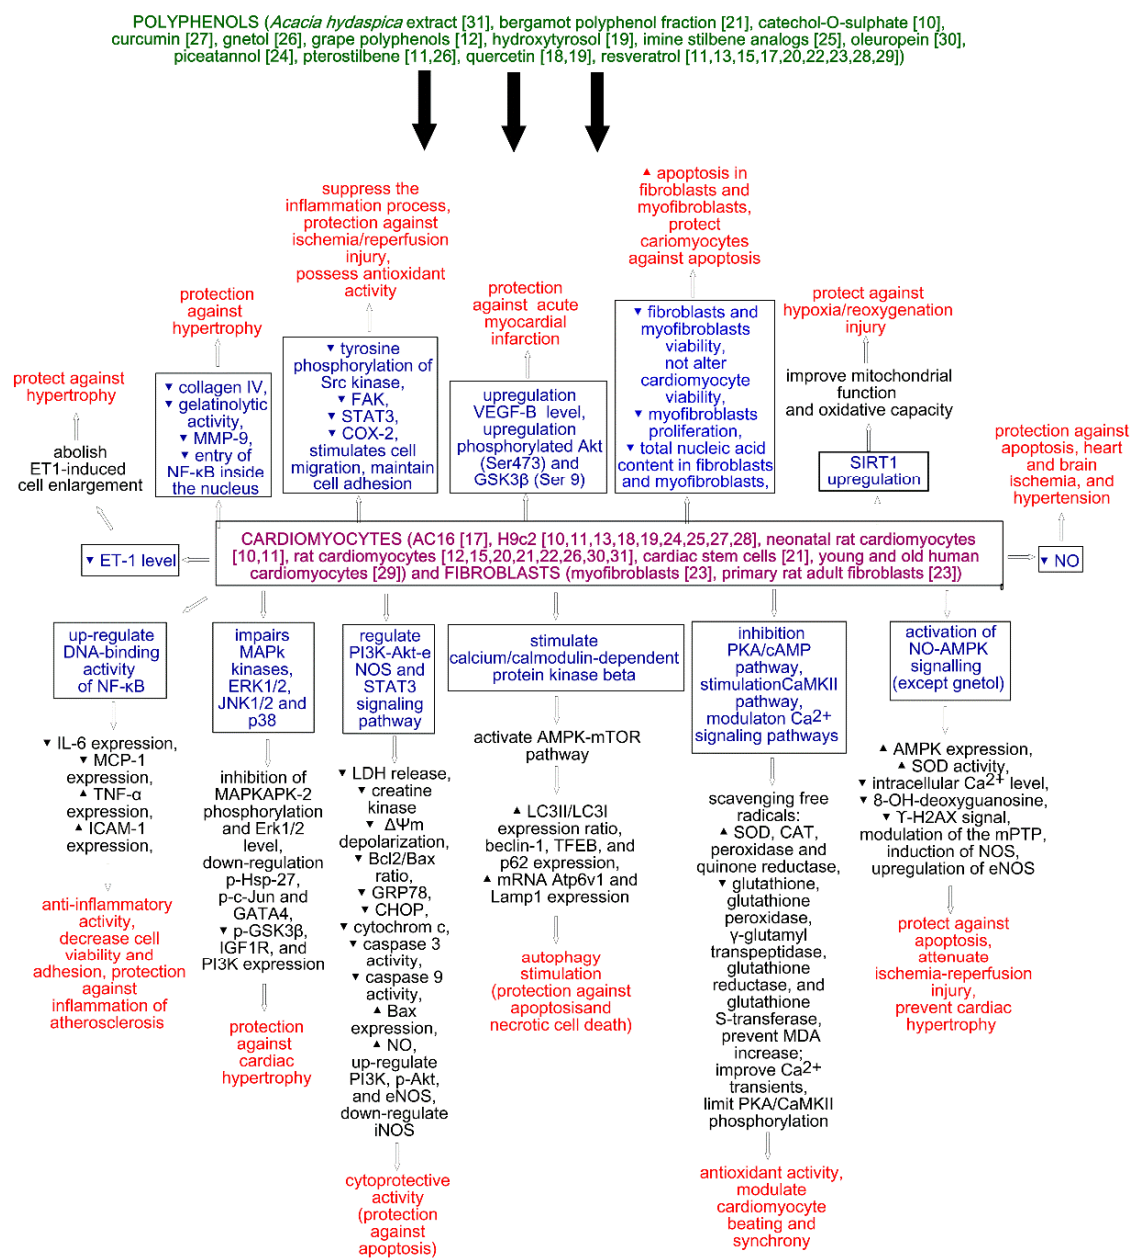 POLYPHENOLS (Acacia hydaspica extract [31], bergamot polyphenol fraction [21], catechol-O-sulphate [10],
curcumin [27], gnetol [26], grape polyphenols [12], hydroxytyrosol [19], imine stilbene analogs [25], oleuropein [30],
piceatannol [24], pterostilbene [11,26], quercetin [18,19], resveratrol [11,13,15,17,20,22,23,28,29])
protect against
hypertrophy
abolish
ET1-induced
cell enlargement
protection
against
hypertrophy
▼ collagen IV,
▼ gelatinolytic
activity,
▼ MMP-9,
▼ entry of
NF-κB inside
the nucleus
suppress the
inflammation process,
protection against
ischemia/reperfusion
injury,
possess antioxidant
activity
▼ tyrosine
phosphorylation of
Src kinase,
▼ FAK,
▼ STAT3,
▼ COX-2,
stimulates cell
migration, maintain
cell adhesion
protection
against acute
myocardial
infarction
upregulation
VEGF-B level,
upregulation
phosphorylated Akt
(Ser473) and
GSK3β (Ser 9)
▲ apoptosis in
fibroblasts and
myofibroblasts,
protect
cariomyocytes
against apoptosis
▼ fibroblasts and
myofibroblasts
viability,
not alter
cardiomyocyte
viability,
▼ myofibroblasts
proliferation,
▼ total nucleic acid
content in fibroblasts
and myofibroblasts,
protect against
hypoxia/reoxygenation
injury
improve mitochondrial
function
and oxidative capacity
SIRT1
upregulation
protection against
apoptosis, heart
and brain
ischemia, and
hypertension
▼ ET-1 level
CARDIOMYOCYTES (AC16 [17], H9c2 [10,11,13,18,19,24,25,27,28], neonatal rat cardiomyocytes
[10,11], rat cardiomyocytes [12,15,20,21,22,26,30,31], cardiac stem cells [21], young and old human
cardiomyocytes [29]) and FIBROBLASTS (myofibroblasts [23], primary rat adult fibroblasts [23])
▼ NO
up-regulate
DNA-binding
activity
of NF-κB
▼ IL-6 expression,
▼ MCP-1
expression,
▲ TNF-α
expression,
▲ ICAM-1
expression,
anti-inflammatory
activity,
decrease cell
viability and
adhesion, protection
against
inflammation of
atherosclerosis
impairs
MAPk
kinases,
ERK1/2,
JNK1/2 and
p38
inhibition of
MAPKAPK-2
phosphorylation
and Erk1/2
level,
down-regulation
p-Hsp-27,
p-c-Jun and
GATA4,
▼ p-GSK3β,
IGF1R, and
PI3K expression
protection
against
cardiac
hypertrophy
regulate
PI3K-Akt-e
NOS and
STAT3
signaling
pathway
▼ LDH release,
▼ creatine
kinase
▼ ΔΨm
depolarization,
▼ Bcl2/Bax
ratio,
▼ GRP78,
▼ CHOP,
▼ cytochrom c,
▼ caspase 3
activity,
▼ caspase 9
activity,
▲ Bax
expression,
▲ NO,
up-regulate
PI3K, p-Akt,
and eNOS,
down-regulate
iNOS
cytoprotective
activity
(protection
against
apoptosis)
stimulate
calcium/calmodulin-dependent
protein kinase beta
activate AMPK-mTOR
pathway
▲ LC3II/LC3I
expression ratio,
beclin-1, TFEB, and
p62 expression,
▲ mRNA Atp6v1 and
Lamp1 expression
autophagy
stimulation
(protection against
apoptosisand
necrotic cell death)
inhibition
PKA/cAMP
pathway,
stimulationCaMKII
pathway,
modulaton Ca2+
signaling pathways
scavenging free
radicals:
▲ SOD, CAT,
peroxidase and
quinone reductase,
▼ glutathione,
glutathione
peroxidase,
γ-glutamyl
transpeptidase,
glutathione
reductase, and
glutathione
S-transferase,
prevent MDA
increase;
improve Ca2+
transients,
limit PKA/CaMKII
phosphorylation
antioxidant activity,
modulate
cardiomyocyte
beating and
synchrony
activation of
NO-AMPK
signalling
(except gnetol)
▲ AMPK expression,
▲ SOD activity,
▼ intracellular Ca2+ level,
▼ 8-OH-deoxyguanosine,
▼ ϒ-H2AX signal,
modulation of the mPTP,
induction of NOS,
upregulation of eNOS
protect against
apoptosis,
attenuate
ischemia-reperfusion
injury,
prevent cardiac
hypertrophy